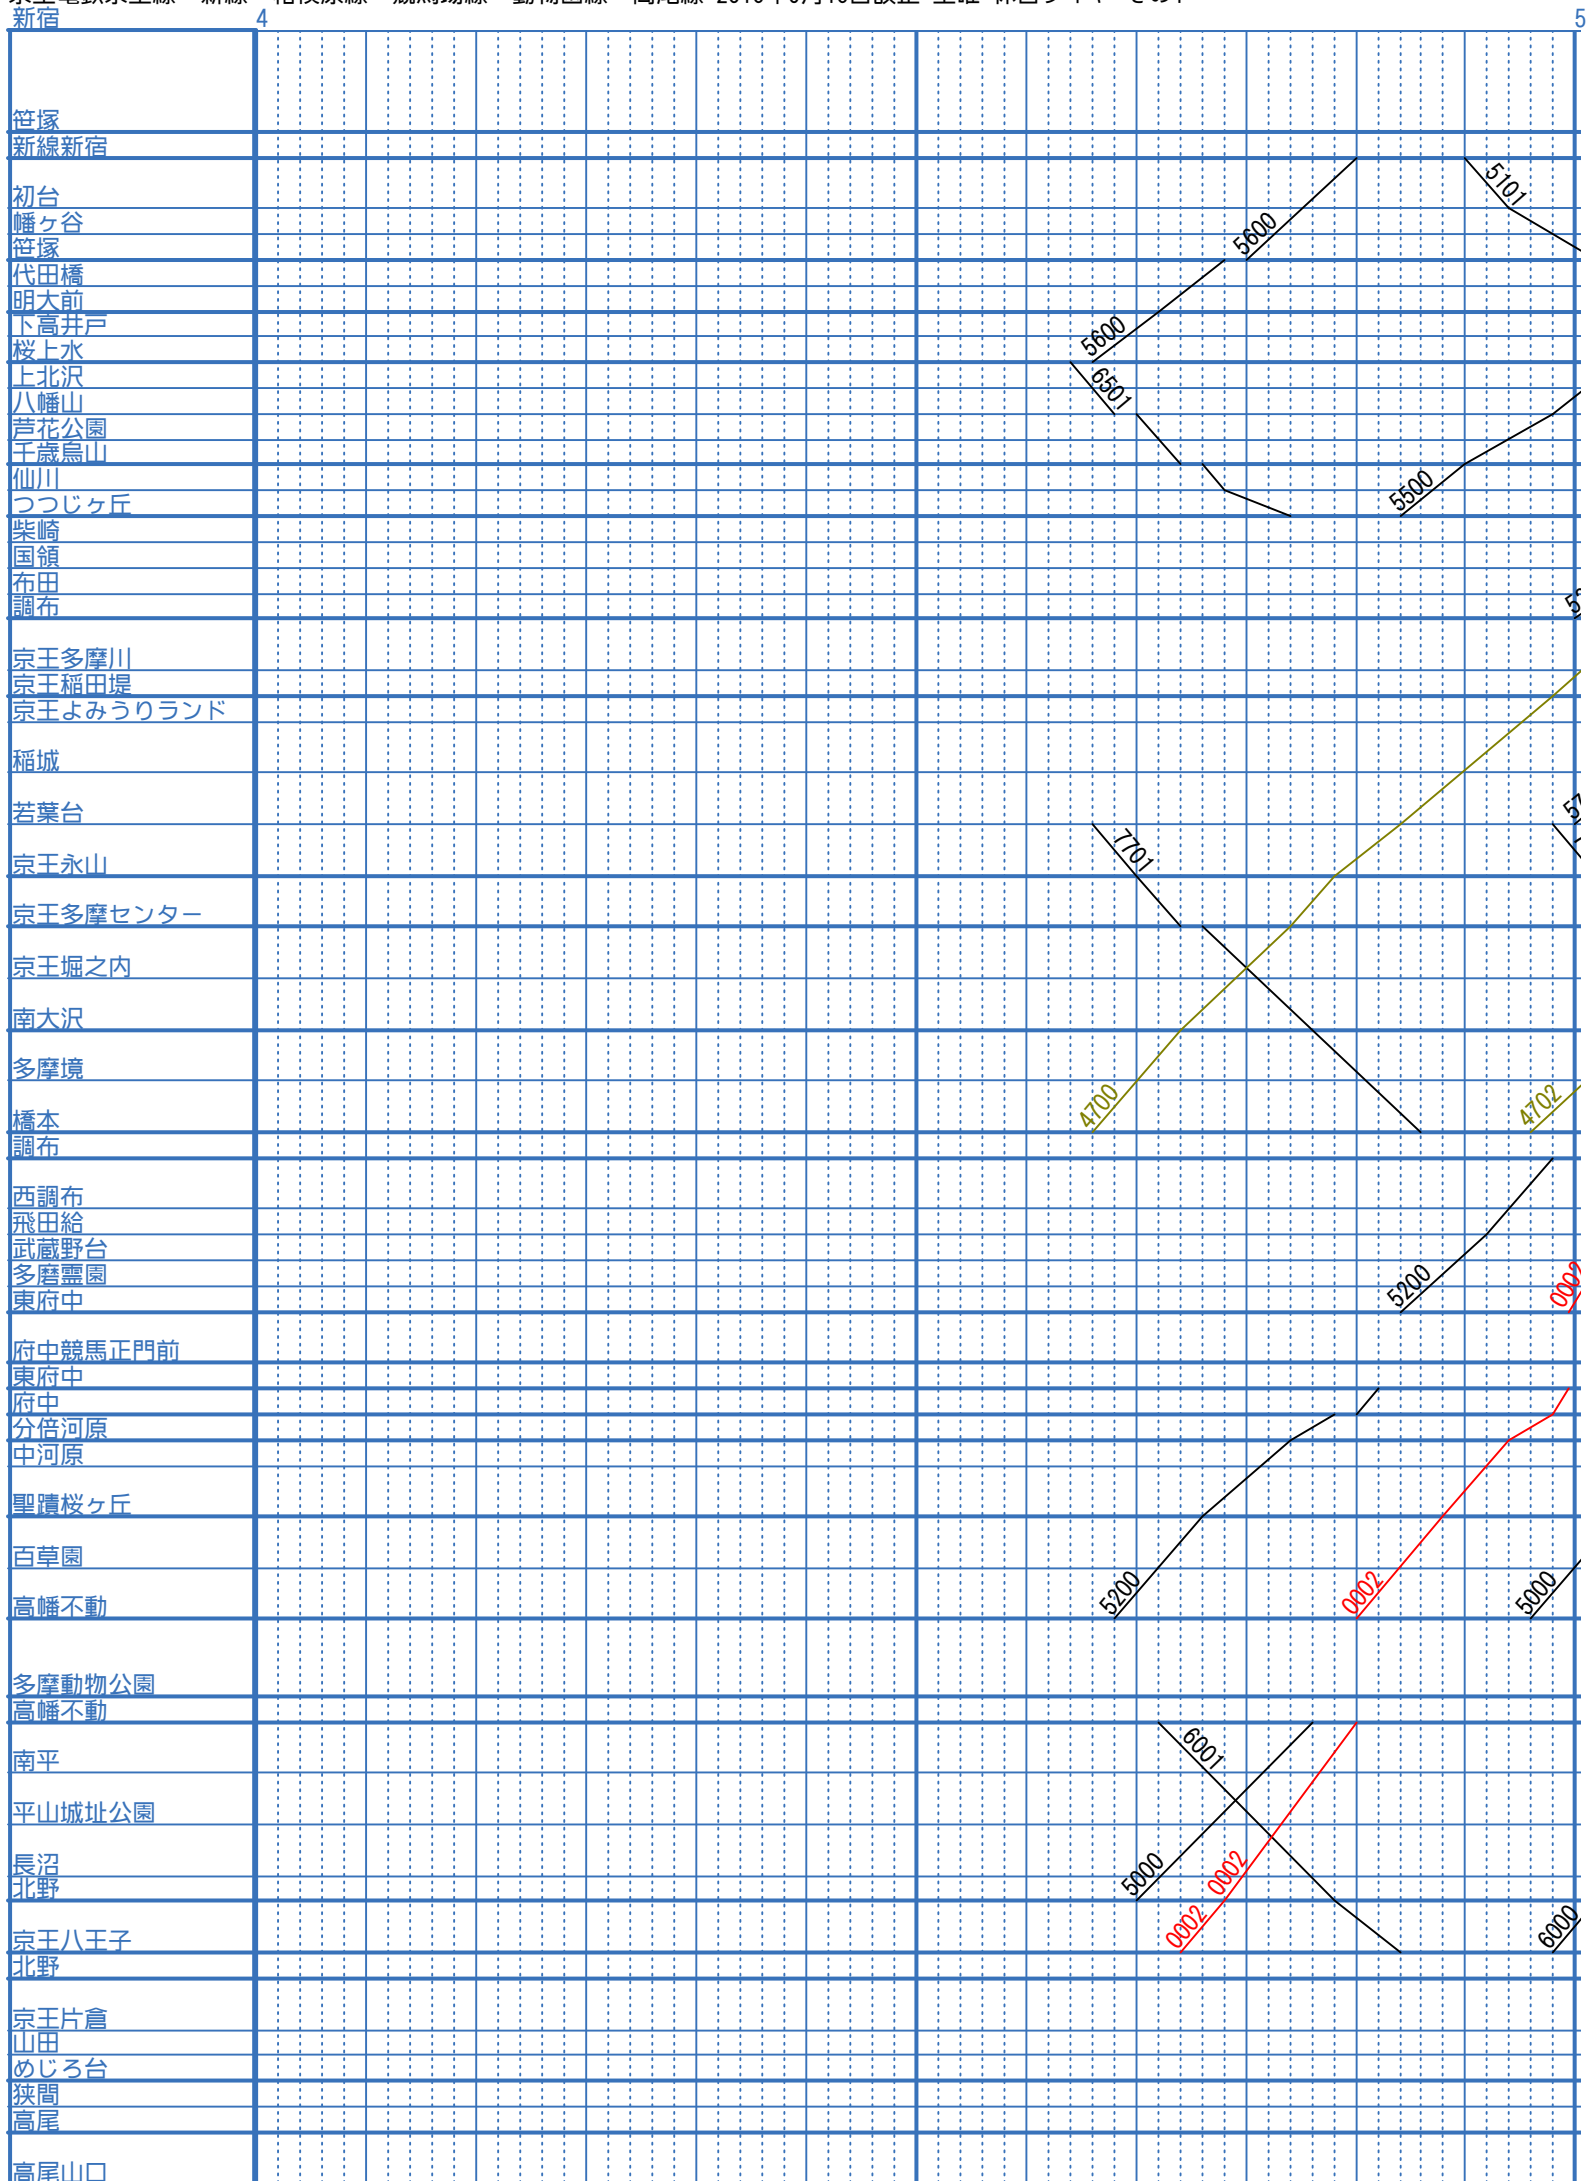 新宿 4 5
笹塚
新線新宿
初台 5101
幡ヶ谷
笹塚 5600
代田橋
明大前
下高井戸
桜上水 5600
上北沢
八幡山 6501
芦花公園
千歳烏山
仙川
つつじヶ丘 5500
柴崎
国領
布田
調布
京王多摩川
京王稲田堤
京王よみうりランド
稲城
若葉台
京王永山 7701
京王多摩センター
京王堀之内
南大沢
多摩境
橋本 4700 4702
調布
西調布
飛田給
武蔵野台
多磨霊園
東府中 5200 0002
府中競馬正門前
東府中
府中
分倍河原
中河原
聖蹟桜ヶ丘
百草園
高幡不動 5200 0002 5000
多摩動物公園
高幡不動
南平 6001
平山城址公園
長沼
北野 5000 0002
京王八王子 0002 6000
北野
京王片倉
山田
めじろ台
狭間
高尾
高尾山口